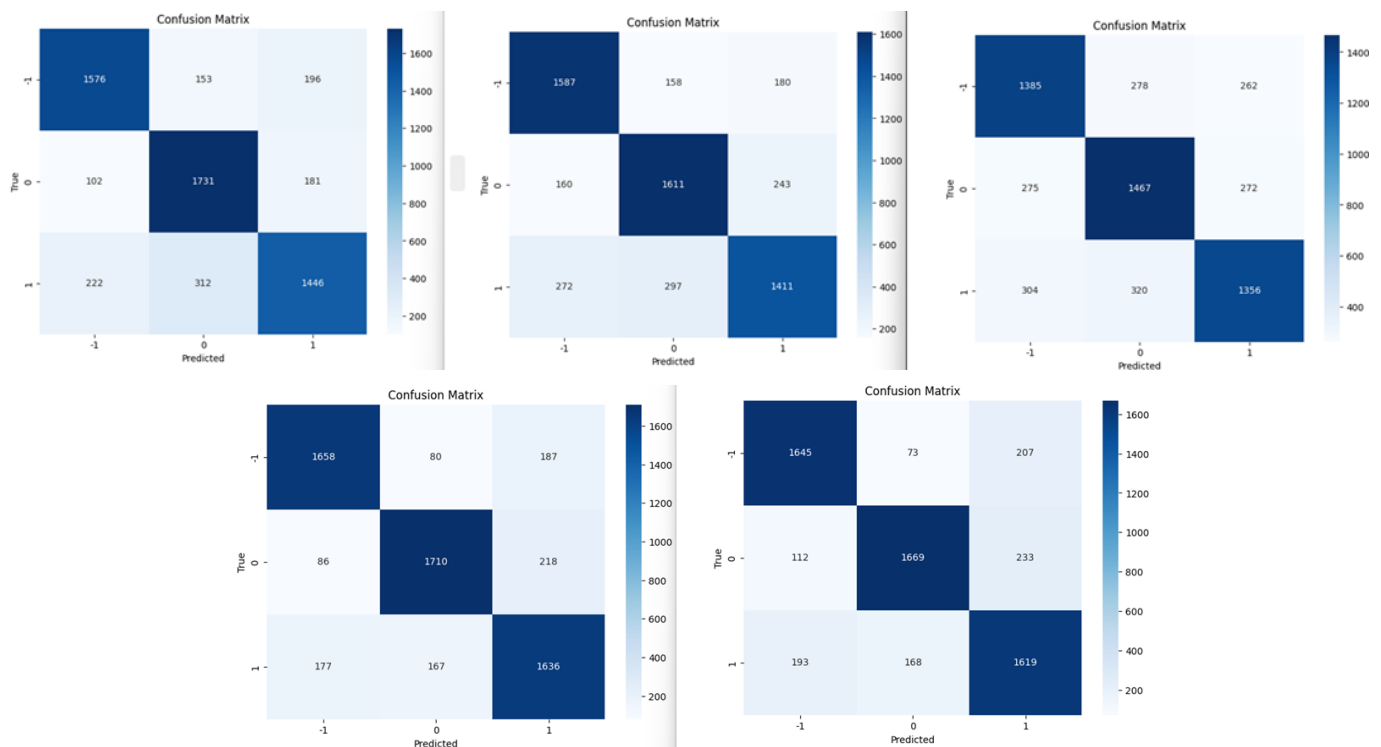 Confusion Matrix
1576 153 196
102 1731 181
222 312 1446
-1 0 1
-1 0 1
True
Predicted
1600
1400
1200
1000
800
600
400
200
Confusion Matrix
1587 158 180
160 1611 243
272 297 1411
-1 0 1
-1 0 1
True
Predicted
1600
1400
1200
1000
800
600
400
200
Confusion Matrix
1385 278 262
275 1467 272
304 320 1356
-1 0 1
-1 0 1
True
Predicted
1400
1200
1000
800
600
400
Confusion Matrix
1658 80 187
86 1710 218
177 167 1636
-1 0 1
-1 0 1
True
Predicted
1600
1400
1200
1000
800
600
400
200
Confusion Matrix
1645 73 207
112 1669 233
193 168 1619
-1 0 1
-1 0 1
True
Predicted
1600
1400
1200
1000
800
600
400
200